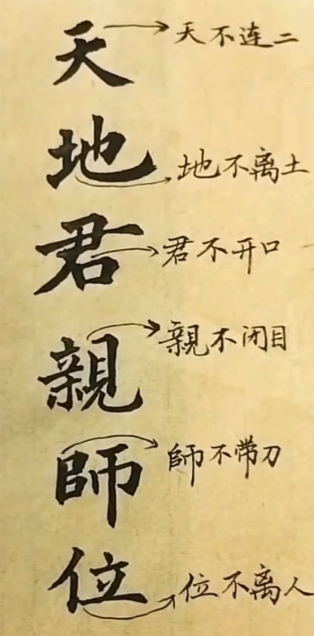 天 天不连二
地 地不离土
君 君不开口
親 親不闭目
師 師不带刀
位 位不离人